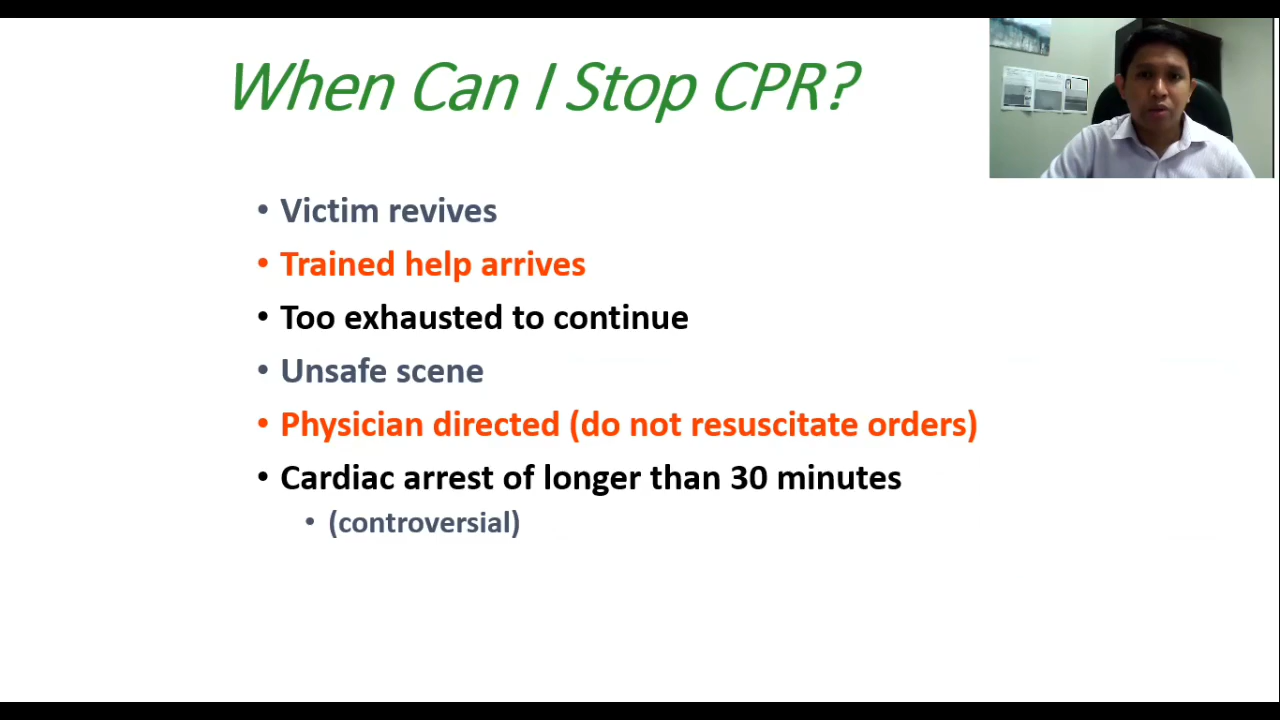 When Can I Stop CPR?
• Victim revives
• Trained help arrives
• Too exhausted to continue
• Unsafe scene
• Physician directed (do not resuscitate orders)
• Cardiac arrest of longer than 30 minutes
• (controversial)